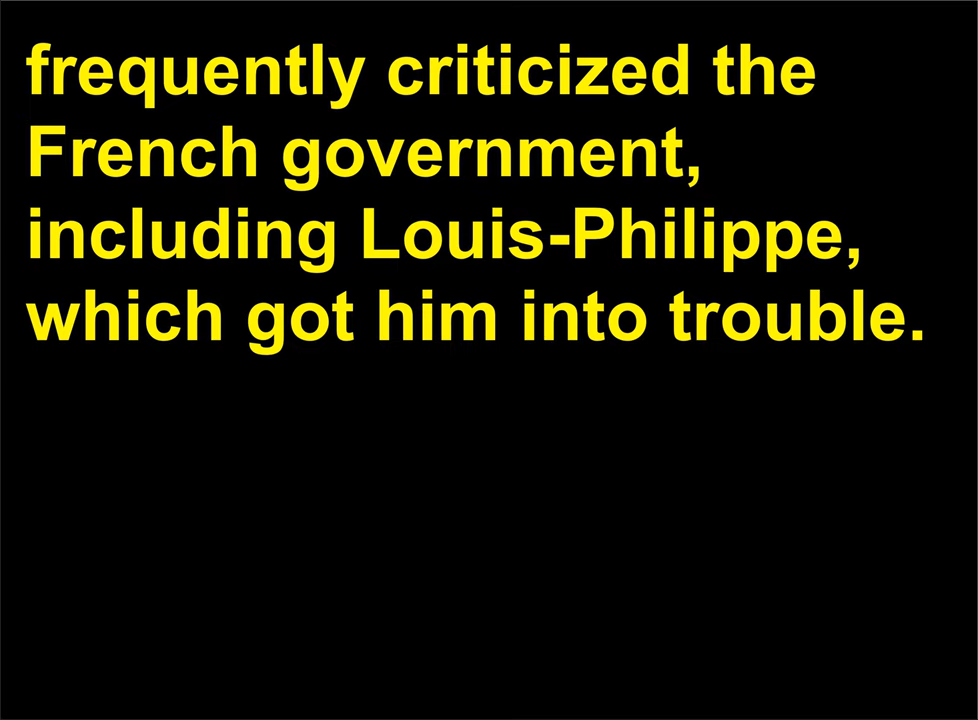 frequently criticized the
French government,
including Louis-Philippe,
which got him into trouble.